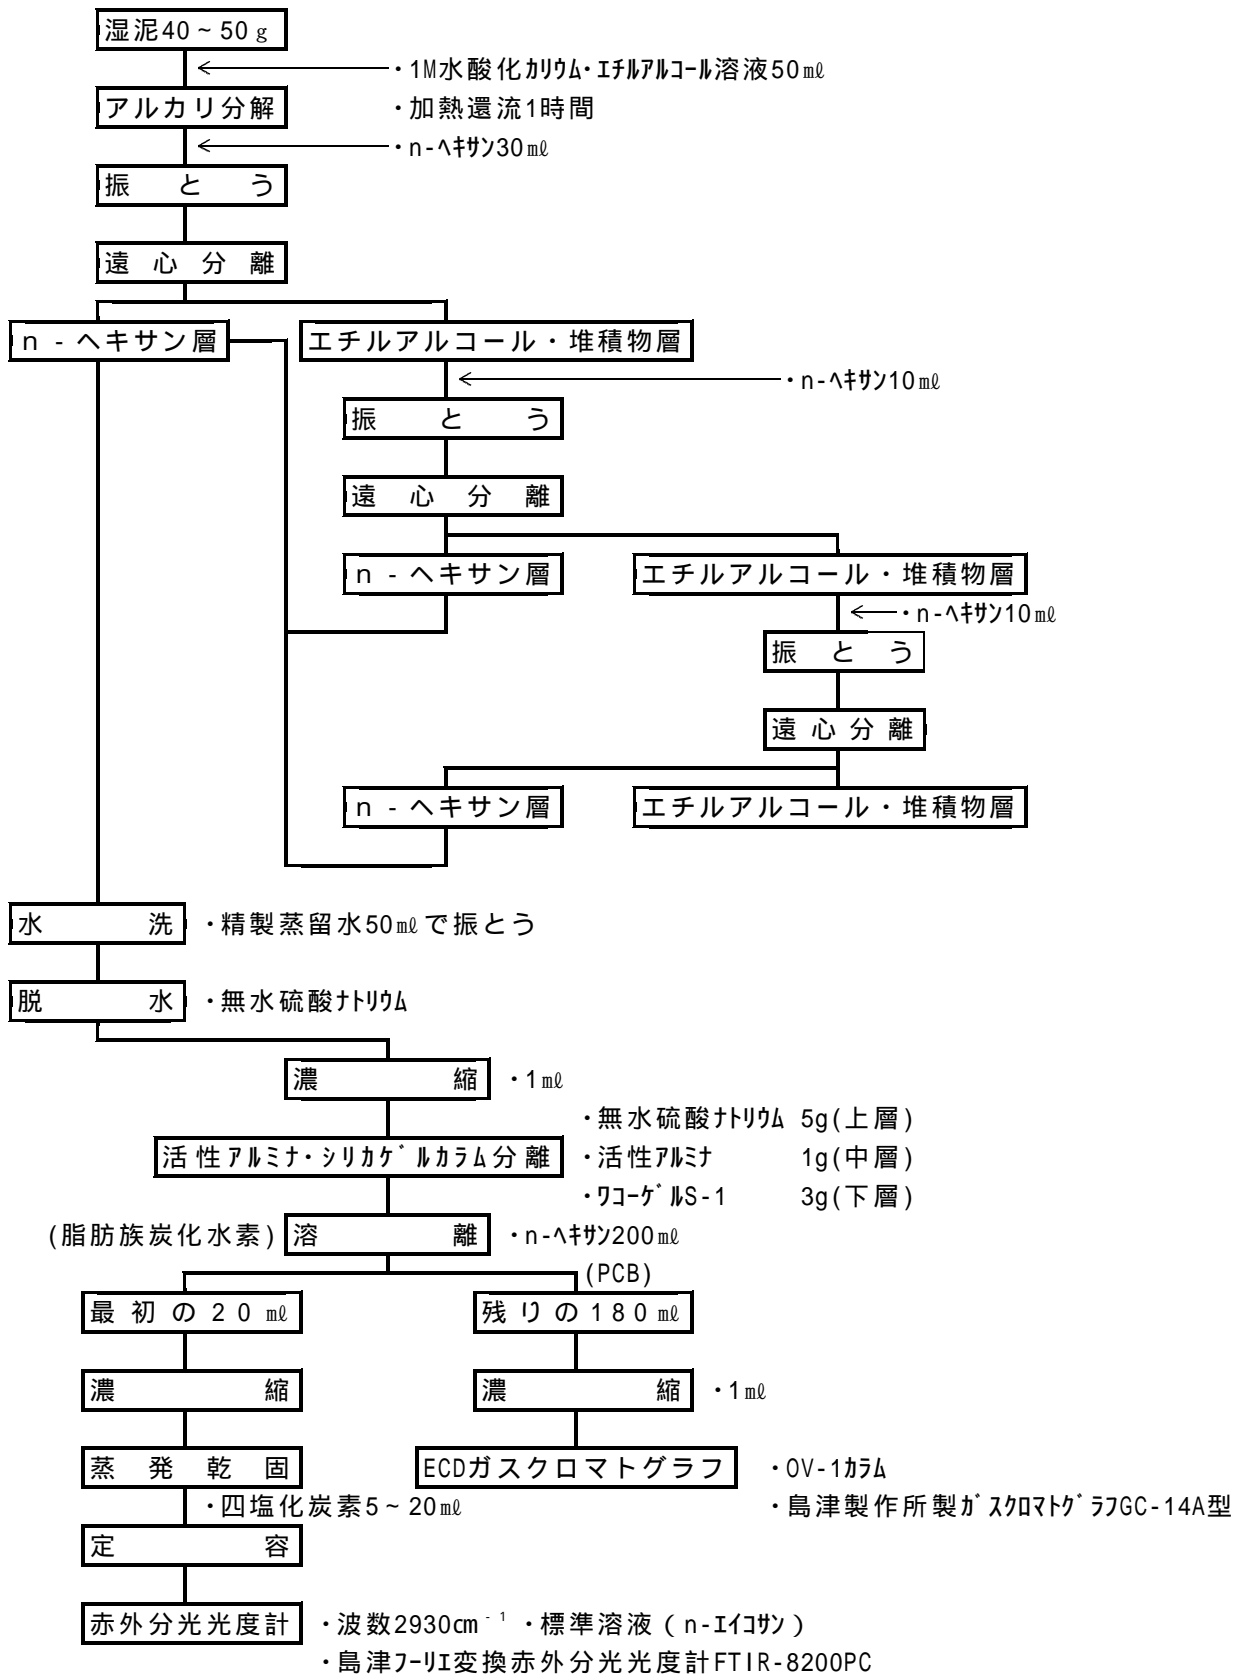 湿泥40~50g
・1M水酸化ｶﾘｳﾑ･ｴﾁﾙｱﾙｺｰﾙ溶液50㎖
アルカリ分解 ・加熱還流1時間
・n-ﾍｷｻﾝ30㎖
振とう
遠心分離
n-ヘキサン層 エチルアルコール・堆積物層
・n-ﾍｷｻﾝ10㎖
振とう
遠心分離
n-ヘキサン層 エチルアルコール・堆積物層
・n-ﾍｷｻﾝ10㎖
振とう
遠心分離
n-ヘキサン層 エチルアルコール・堆積物層
水洗 ・精製蒸留水50㎖で振とう
脱水 ・無水硫酸ﾅﾄﾘｳﾑ
濃縮 ・1㎖
・無水硫酸ﾅﾄﾘｳﾑ 5g(上層)
活性ｱﾙﾐﾅ･ｼﾘｶｹﾞﾙｶﾗﾑ分離 ・活性ｱﾙﾐﾅ 1g(中層)
・ﾜｺｰｹﾞﾙS-1 3g(下層)
(脂肪族炭化水素) 溶離 ・n-ﾍｷｻﾝ200㎖
(PCB)
最初の20㎖ 残りの180㎖
濃縮 濃縮 ・1㎖
蒸発乾固 ECDガスクロマトグラフ ・OV-1ｶﾗﾑ
・四塩化炭素5~20㎖ ・島津製作所製ｶﾞｽｸﾛﾏﾄｸﾞﾗﾌGC-14A型
定容
赤外分光光度計 ・波数2930cm⁻¹ ・標準溶液（n-ｴｲｺｻﾝ）
・島津ﾌｰﾘｴ変換赤外分光光度計FTIR-8200PC